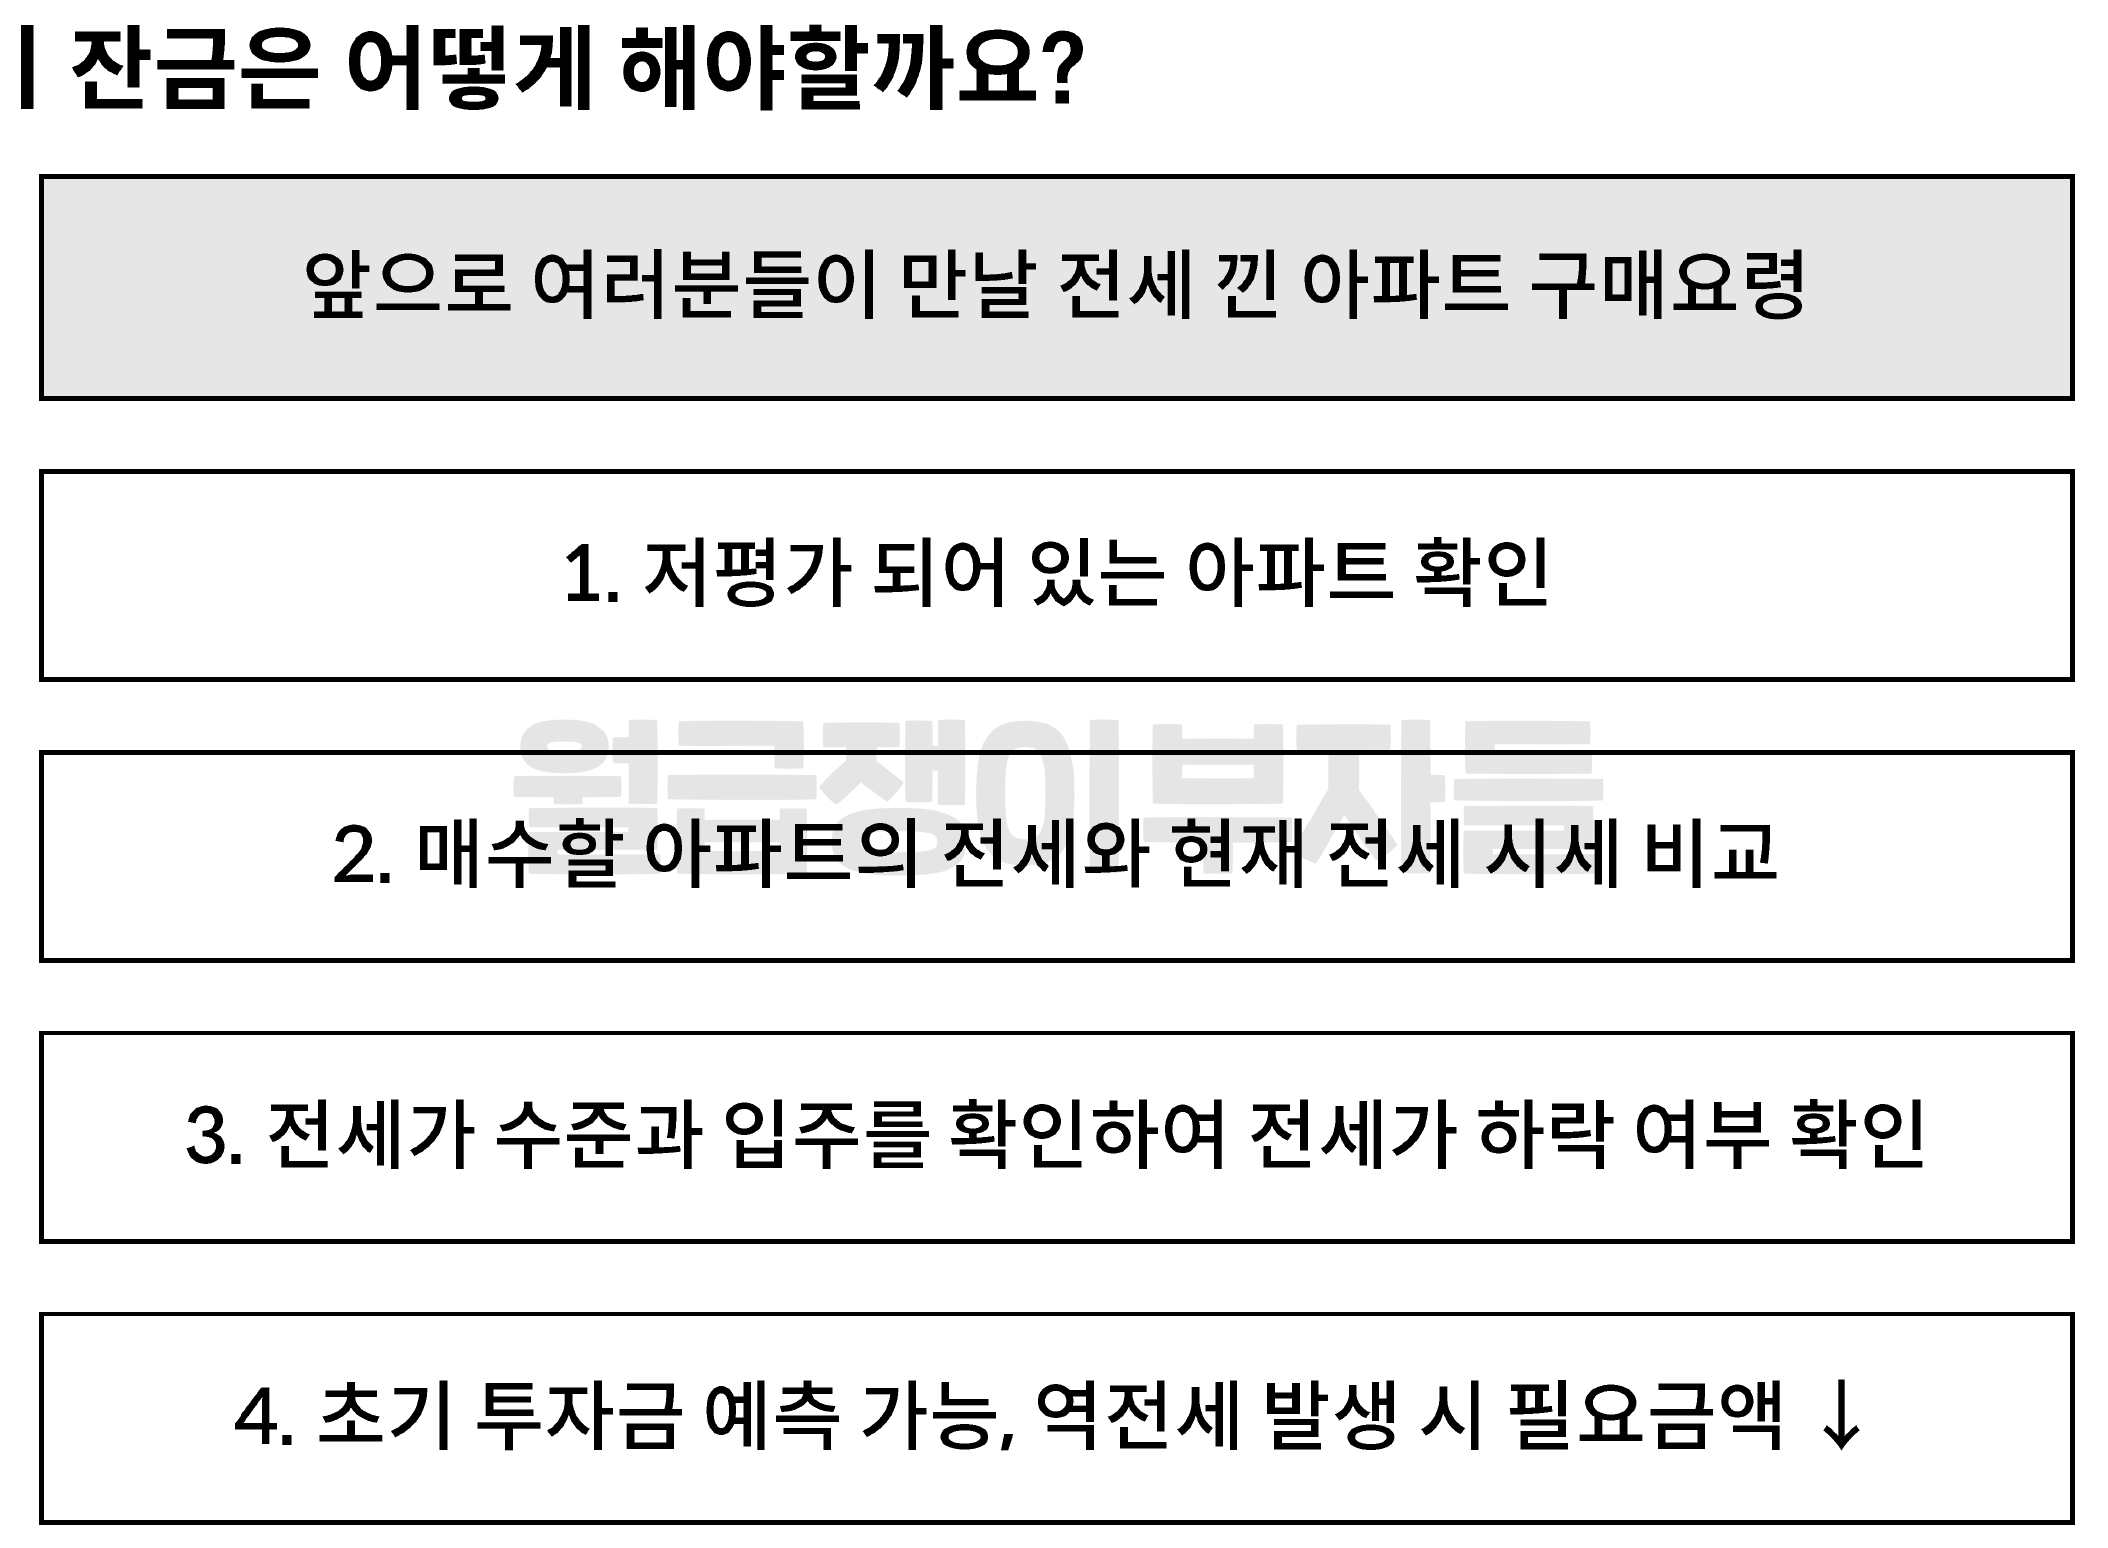 | 잔금은 어떻게 해야할까요?
앞으로 여러분들이 만날 전세 낀 아파트 구매요령
1. 저평가 되어 있는 아파트 확인
월급쟁이부자들
2. 매수할 아파트의 전세와 현재 전세 시세 비교
3. 전세가 수준과 입주를 확인하여 전세가 하락 여부 확인
4. 초기 투자금 예측 가능, 역전세 발생 시 필요금액 ↓